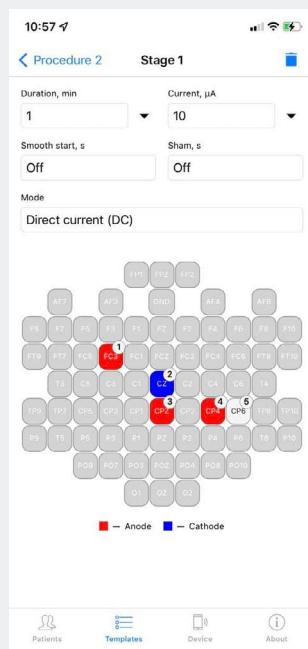 10:57
Procedure 2 Stage 1
Duration, min Current, µA
1 10
Smooth start, s Sham, s
Off Off
Mode
Direct current (DC)
FP1 FPZ FP2
AF7 AF3 GND AF4 AF8
F9 F7 F5 F3 F1 FZ F2 F4 F6 F8 F10
1
FT9 FT7 FC5 FC3 FC1 FCZ FC2 FC4 FC6 FT8 FT10
2
T3 C5 C3 C1 CZ C2 C4 C6 T4
3 4 5
TP9 TP7 CP5 CP3 CP1 CPZ CP2 CP4 CP6 TP8 TP10
P9 T5 P5 P3 P1 PZ P2 P4 P6 T6 P10
PO9 PO7 PO3 POZ PO4 PO8 PO10
O1 OZ O2
— Anode — Cathode
Patients Templates Device About